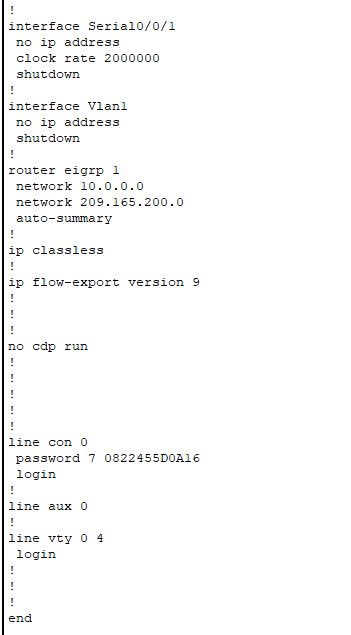 !
interface Serial0/0/1
 no ip address
 clock rate 2000000
 shutdown
!
interface Vlan1
 no ip address
 shutdown
!
router eigrp 1
 network 10.0.0.0
 network 209.165.200.0
 auto-summary
!
ip classless
!
ip flow-export version 9
!
!
!
no cdp run
!
!
!
!
!
line con 0
 password 7 0822455D0A16
 login
!
line aux 0
!
line vty 0 4
 login
!
!
!
end